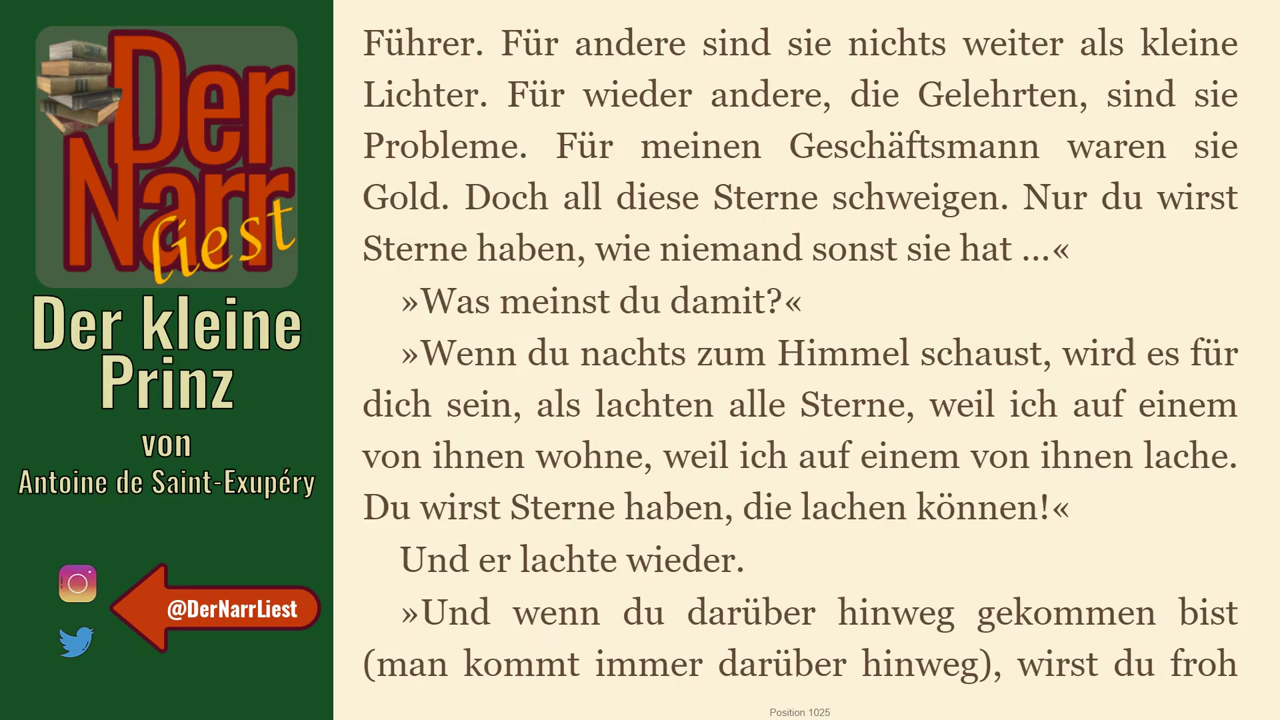 Der
Narr
liest
Der kleine
Prinz
von
Antoine de Saint-Exupéry
@DerNarrLiest
Führer. Für andere sind sie nichts weiter als kleine
Lichter. Für wieder andere, die Gelehrten, sind sie
Probleme. Für meinen Geschäftsmann waren sie
Gold. Doch all diese Sterne schweigen. Nur du wirst
Sterne haben, wie niemand sonst sie hat ...«
»Was meinst du damit?«
»Wenn du nachts zum Himmel schaust, wird es für
dich sein, als lachten alle Sterne, weil ich auf einem
von ihnen wohne, weil ich auf einem von ihnen lache.
Du wirst Sterne haben, die lachen können!«
Und er lachte wieder.
»Und wenn du darüber hinweg gekommen bist
(man kommt immer darüber hinweg), wirst du froh
Position 1025